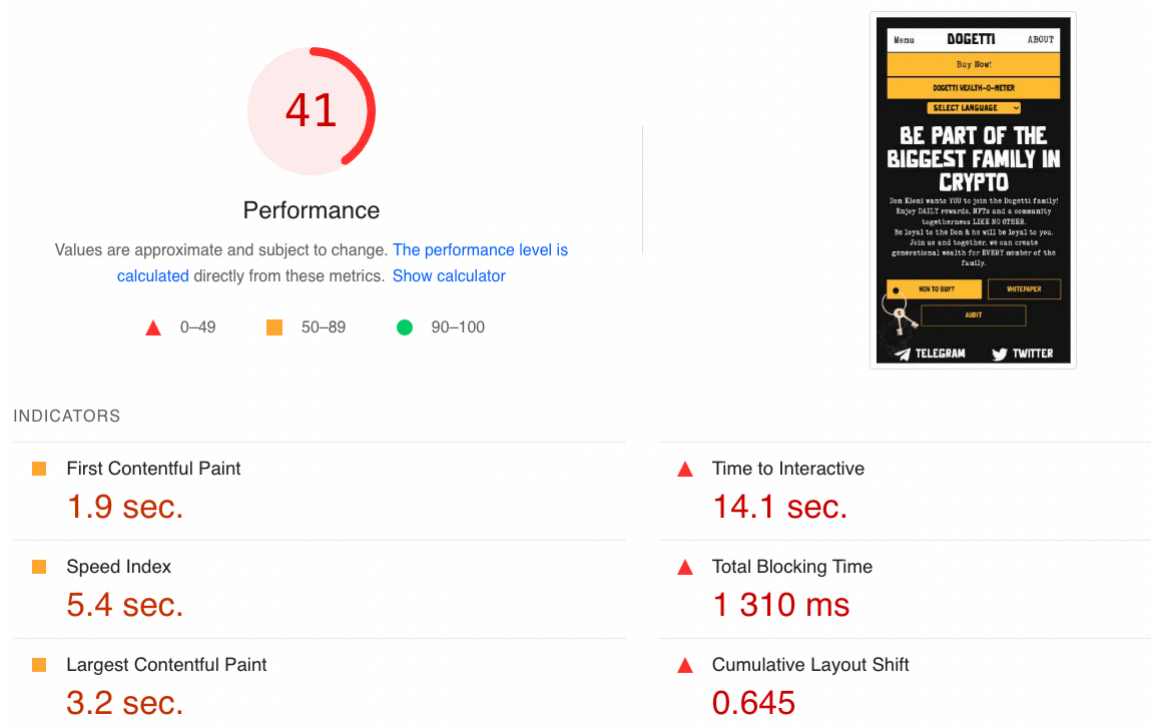 41
Performance
Values are approximate and subject to change. The performance level is
calculated directly from these metrics. Show calculator
0–49
50–89
90–100
Menu
DOGETTI
ABOUT
Buy Now!
DOGETTI WEALTH-O-METER
SELECT LANGUAGE
BE PART OF THE
BIGGEST FAMILY IN
CRYPTO
Don Eloni wants YOU to join the Dogetti family!
Enjoy DAILY rewards, NFTs and a community
togetherness LIKE NO OTHER.
Be loyal to the Don & he will be loyal to you.
Join us and together, we can create
generational wealth for EVERY member of the
family.
HOW TO BUY?
WHITEPAPER
AUDIT
TELEGRAM
TWITTER
INDICATORS
First Contentful Paint
1.9 sec.
Time to Interactive
14.1 sec.
Speed Index
5.4 sec.
Total Blocking Time
1 310 ms
Largest Contentful Paint
3.2 sec.
Cumulative Layout Shift
0.645